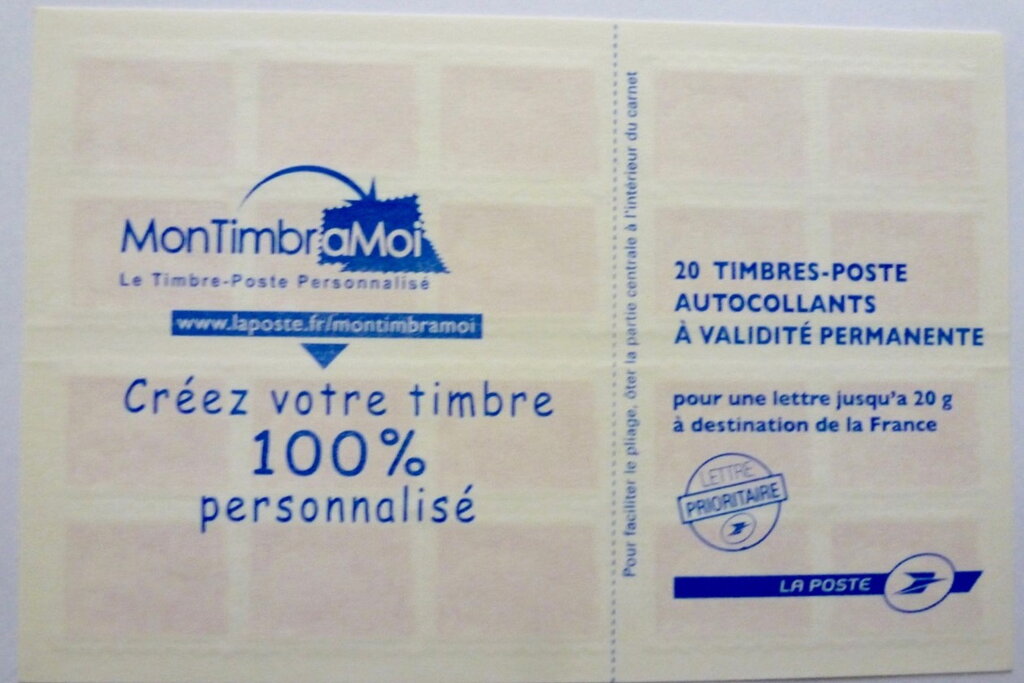 MonTimbraMoi
Le Timbre-Poste Personnalisé
www.laposte.fr/montimbramoi
Créez votre timbre
100%
personnalisé
Pour faciliter le pliage, ôter la partie centrale à l'intérieur du carnet
20 TIMBRES-POSTE
AUTOCOLLANTS
À VALIDITÉ PERMANENTE
pour une lettre jusqu'a 20 g
à destination de la France
LETTRE
PRIORITAIRE
LA POSTE